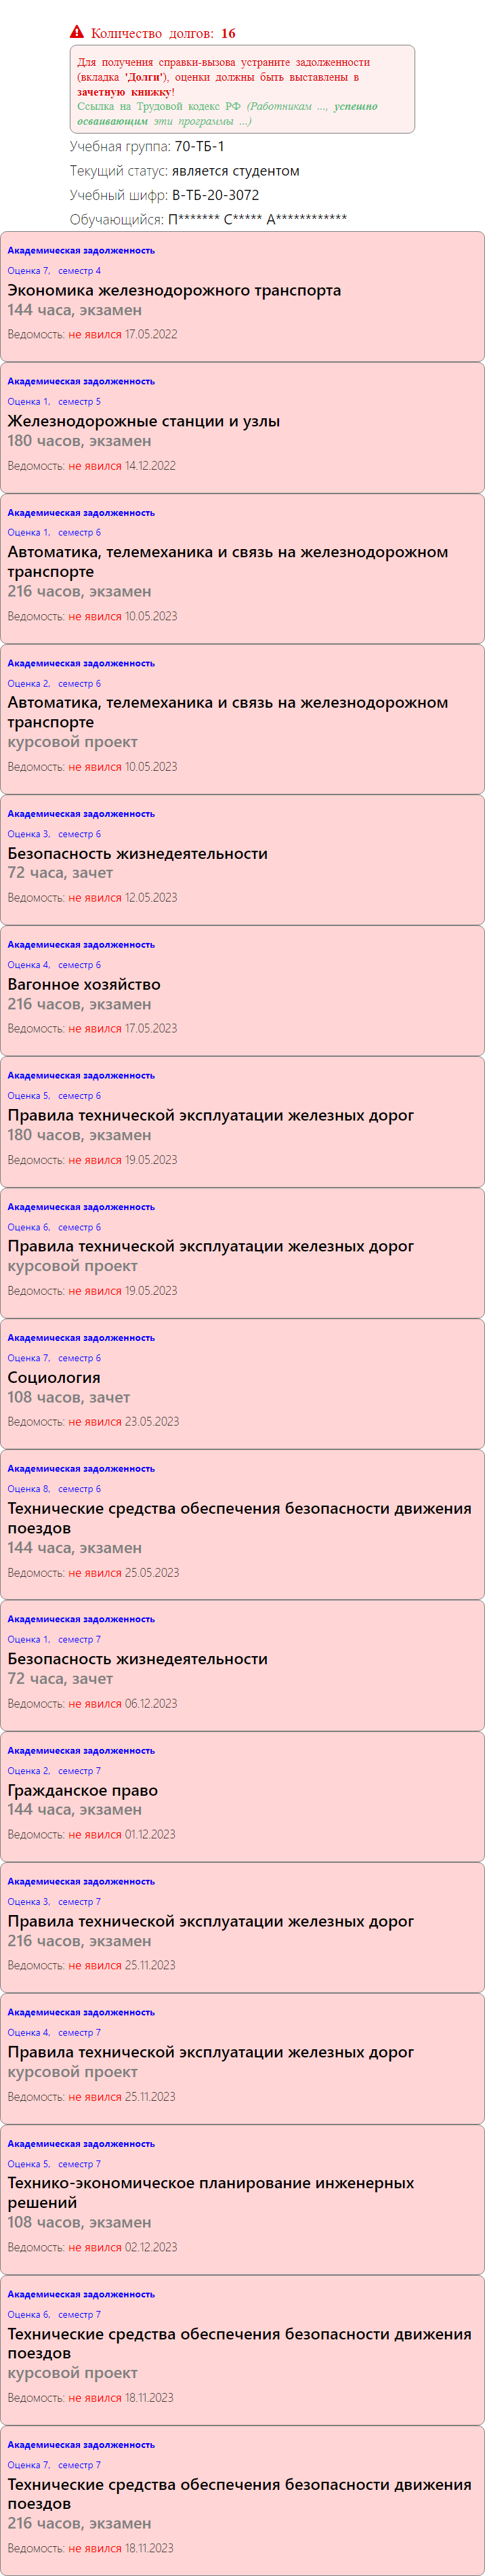 Колличство долгов: 16
Для получения справки-вызова устраните задолженности
(вкладка 'Долги'), оценки должны быть выставлены в
зачетную книжку!
Ссылка на Трудовой кодекс РФ (Работникам ..., успешно
осваивающим эти программы ...)
Учебная группа: 70-ТБ-1
Текущий статус: является студентом
Учебный шифр: В-ТБ-20-3072
Обучающийся: П******* С***** А************
Академическая задолженность
Оценка 7, семестр 4
Экономика железнодорожного транспорта
144 часа, экзамен
Ведомость: не явился 17.05.2022
Академическая задолженность
Оценка 1, семестр 5
Железнодорожные станции и узлы
180 часов, экзамен
Ведомость: не явился 14.12.2022
Академическая задолженность
Оценка 1, семестр 6
Автоматика, телемеханика и связь на железнодорожном
транспорте
216 часов, экзамен
Ведомость: не явился 10.05.2023
Академическая задолженность
Оценка 2, семестр 6
Автоматика, телемеханика и связь на железнодорожном
транспорте
курсовой проект
Ведомость: не явился 10.05.2023
Академическая задолженность
Оценка 3, семестр 6
Безопасность жизнедеятельности
72 часа, зачет
Ведомость: не явился 12.05.2023
Академическая задолженность
Оценка 4, семестр 6
Вагонное хозяйство
216 часов, экзамен
Ведомость: не явился 17.05.2023
Академическая задолженность
Оценка 5, семестр 6
Правила технической эксплуатации железных дорог
180 часов, экзамен
Ведомость: не явился 19.05.2023
Академическая задолженность
Оценка 6, семестр 6
Правила технической эксплуатации железных дорог
курсовой проект
Ведомость: не явился 19.05.2023
Академическая задолженность
Оценка 7, семестр 6
Социология
108 часов, зачет
Ведомость: не явился 23.05.2023
Академическая задолженность
Оценка 8, семестр 6
Технические средства обеспечения безопасности движения
поездов
144 часа, экзамен
Ведомость: не явился 25.05.2023
Академическая задолженность
Оценка 1, семестр 7
Безопасность жизнедеятельности
72 часа, зачет
Ведомость: не явился 06.12.2023
Академическая задолженность
Оценка 2, семестр 7
Гражданское право
144 часа, экзамен
Ведомость: не явился 01.12.2023
Академическая задолженность
Оценка 3, семестр 7
Правила технической эксплуатации железных дорог
216 часов, экзамен
Ведомость: не явился 25.11.2023
Академическая задолженность
Оценка 4, семестр 7
Правила технической эксплуатации железных дорог
курсовой проект
Ведомость: не явился 25.11.2023
Академическая задолженность
Оценка 5, семестр 7
Технико-экономическое планирование инженерных
решений
108 часов, экзамен
Ведомость: не явился 02.12.2023
Академическая задолженность
Оценка 6, семестр 7
Технические средства обеспечения безопасности движения
поездов
курсовой проект
Ведомость: не явился 18.11.2023
Академическая задолженность
Оценка 7, семестр 7
Технические средства обеспечения безопасности движения
поездов
216 часов, экзамен
Ведомость: не явился 18.11.2023